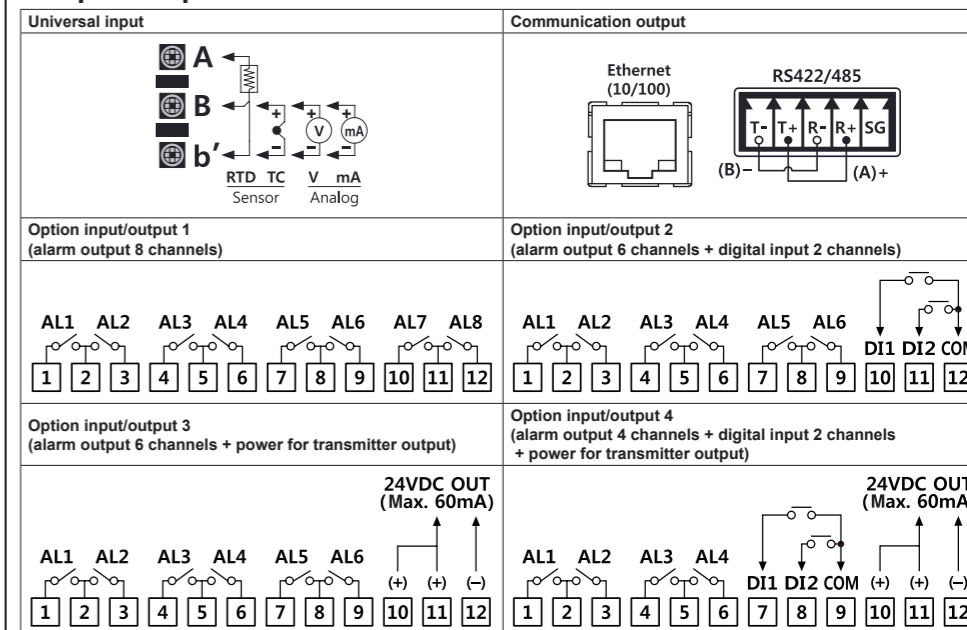 Universal input
Communication output
A
B
b′
+ + +
V mA
- - -
RTD TC V mA
Sensor Analog
Ethernet
(10/100)
RS422/485
T- T+ R- R+ SG
(B)- (A)+
Option input/output 1
(alarm output 8 channels)
Option input/output 2
(alarm output 6 channels + digital input 2 channels)
AL1 AL2 AL3 AL4 AL5 AL6 AL7 AL8
1 2 3 4 5 6 7 8 9 10 11 12
AL1 AL2 AL3 AL4 AL5 AL6 DI1 DI2 COM
1 2 3 4 5 6 7 8 9 10 11 12
Option input/output 3
(alarm output 6 channels + power for transmitter output)
Option input/output 4
(alarm output 4 channels + digital input 2 channels
+ power for transmitter output)
24VDC OUT
(Max. 60mA)
AL1 AL2 AL3 AL4 AL5 AL6 (+) (+) (−)
1 2 3 4 5 6 7 8 9 10 11 12
24VDC OUT
(Max. 60mA
AL1 AL2 AL3 AL4 DI1 DI2 COM (+) (+) (−)
1 2 3 4 5 6 7 8 9 10 11 12